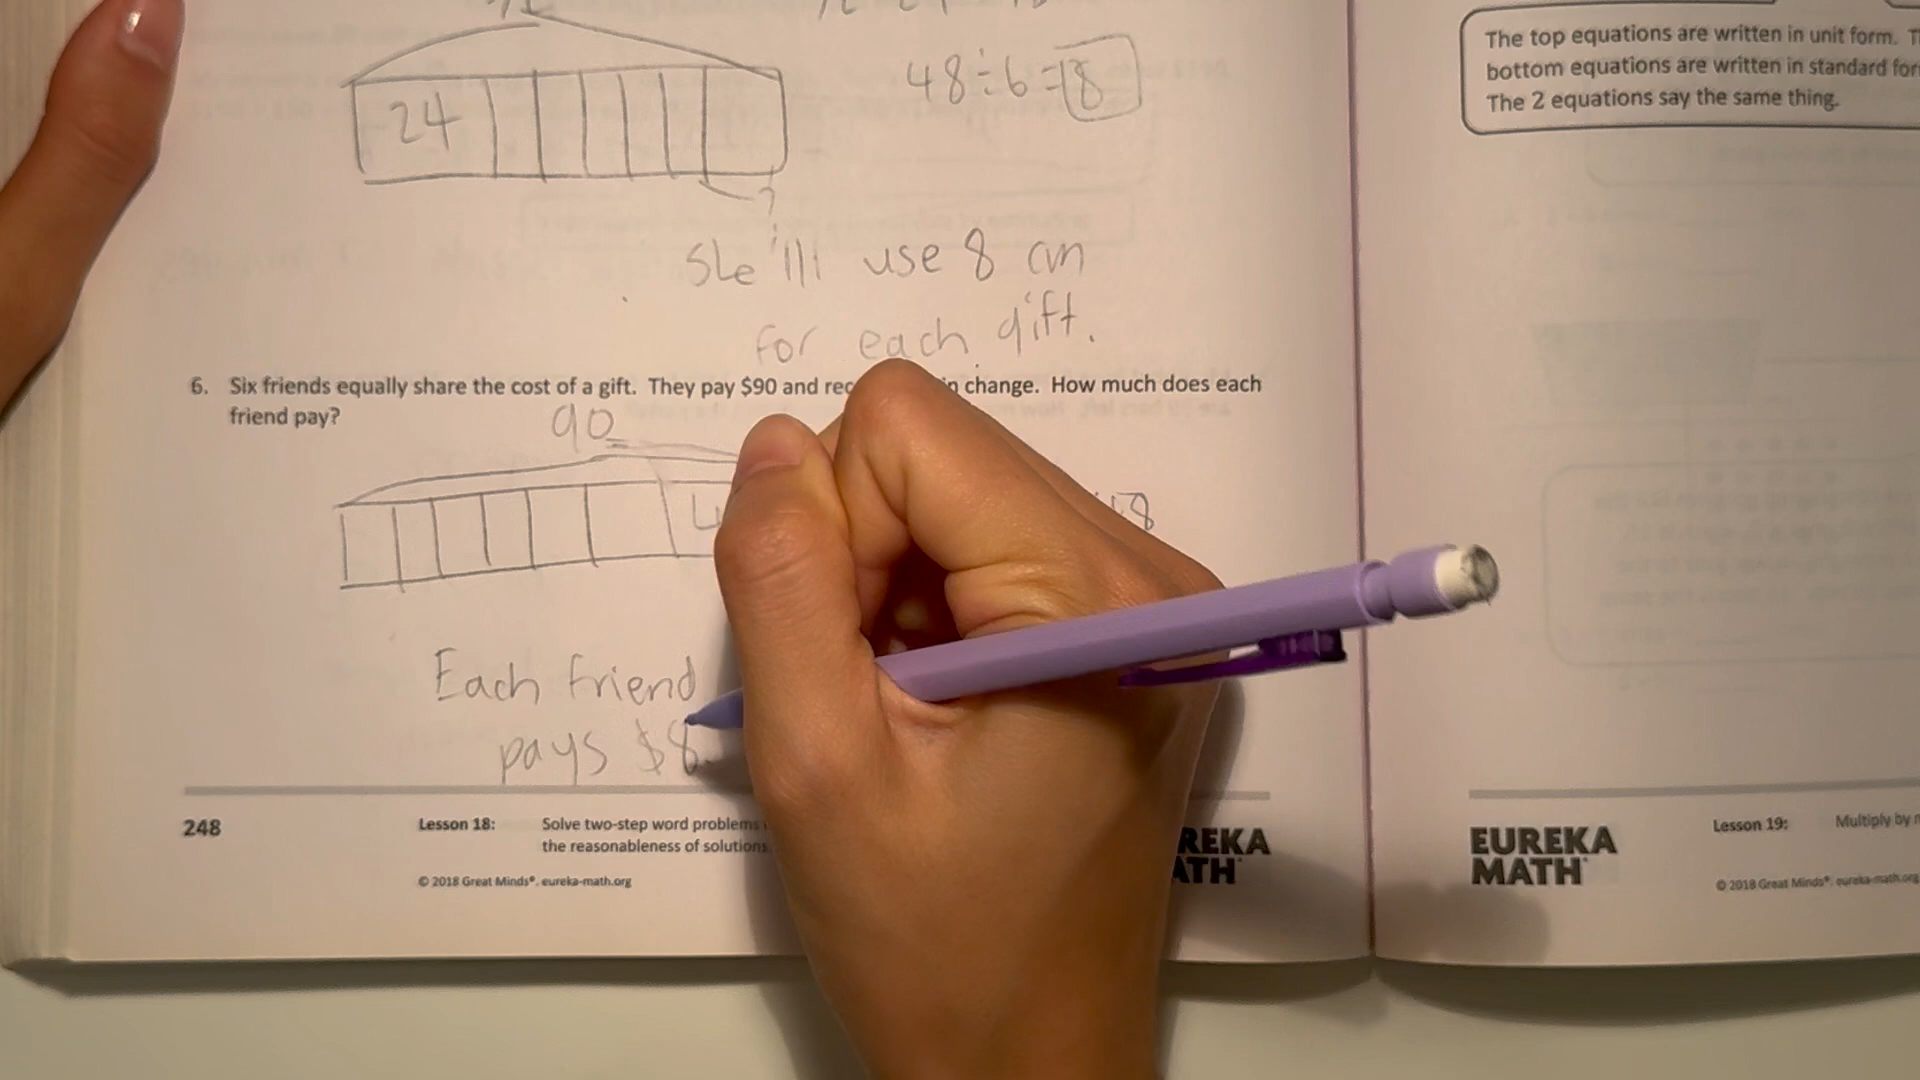 48÷6=8
24
?
She'll use 8 cm
for each gift.
6. Six friends equally share the cost of a gift. They pay $90 and change. How much does each
friend pay?
90
Each friend
pays $8
248
Lesson 18: Solve two-step word problems
the reasonableness of solutions.
© 2018 Great Minds®. eureka-math.org
The top equations are written in unit form.
bottom equations are written in standard
The 2 equations say the same thing.
EUREKA
MATH
Lesson 19: Multiply by
© 2018 Great Minds®. eureka-math.org